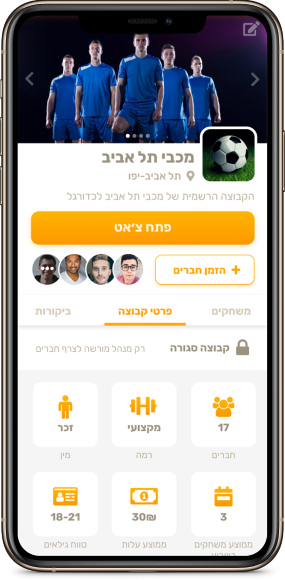 מכבי תל אביב
תל אביב-יפו
הקבוצה הרשמית של מכבי תל אביב לכדורגל
פתח צ׳אט
הזמן חברים
משחקים
פרטי קבוצה
ביקורות
קבוצה סגורה
רק מנהל מורשה לצרף חברים
17
מקצועי
זכר
חברים
רמה
מין
3
30₪
18-21
ממוצע משחקים
ממוצע עלות
טווח גילאים